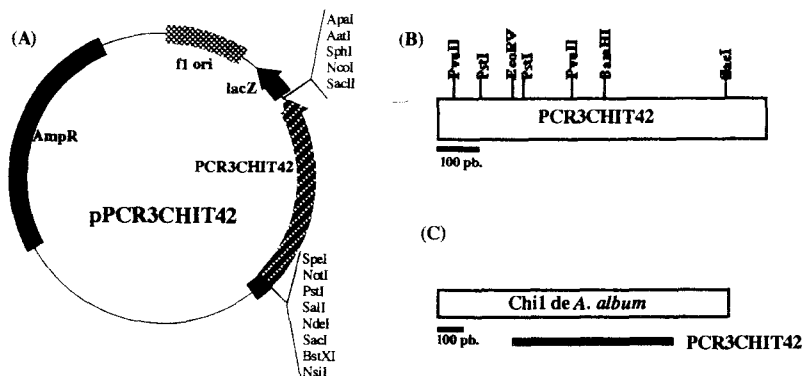 (A)
f1 ori
lacZ
ApaI
AatI
SphI
NcoI
SacII
AmpR
PCR3CHIT42
pPCR3CHIT42
SpeI
NotI
PstI
SalI
NdeI
SacI
BstXI
NsiI
(B)
PvuII
PstI
EcoRV
PstI
PvuII
BamHI
SacI
PCR3CHIT42
100 pb.
(C)
Chi1 de A. album
100 pb.
PCR3CHIT42